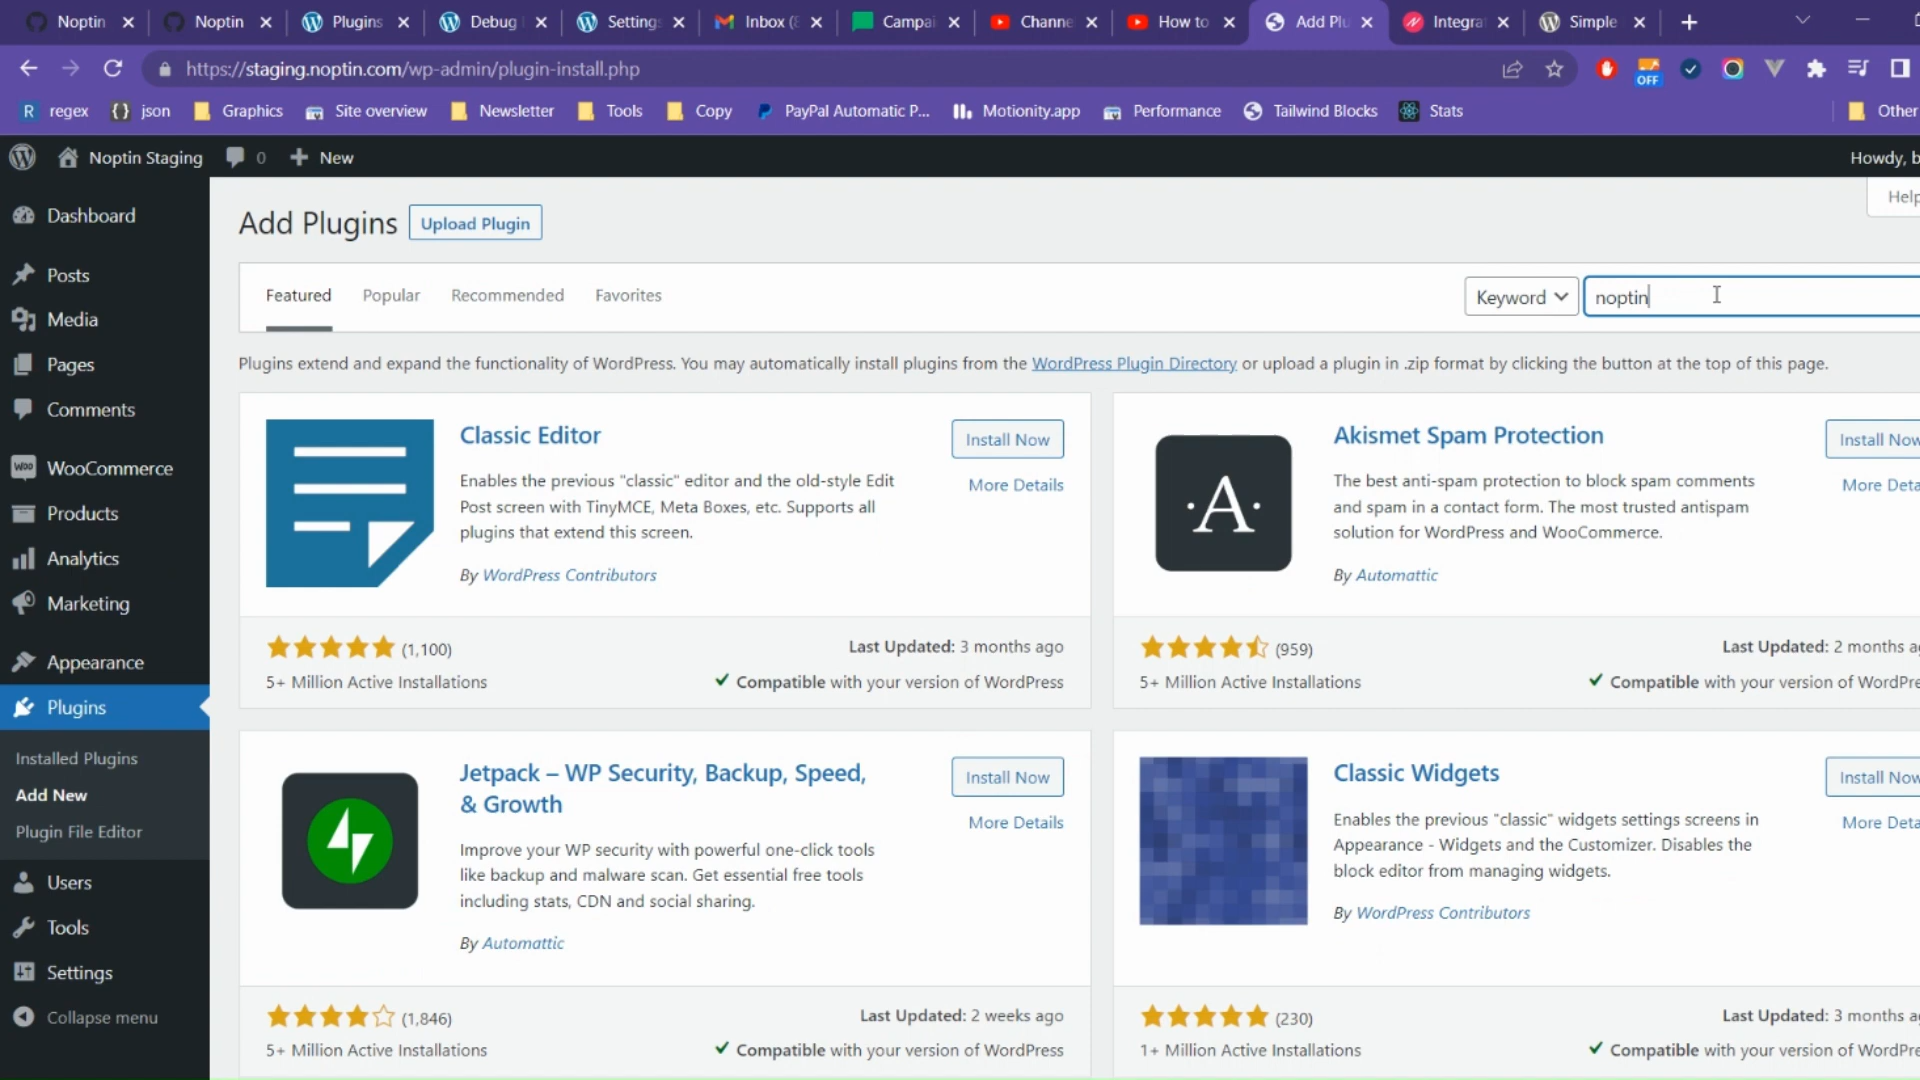 Noptin
Noptin
Plugins
Debug
Settings
Inbox (
Campai
Channe
How to
Add Plu
Integra
Simple
https://staging.noptin.com/wp-admin/plugin-install.php
OFF
R regex
{} json
Graphics
Site overview
Newsletter
Tools
Copy
PayPal Automatic P...
Motionity.app
Performance
Tailwind Blocks
Stats
Other
Noptin Staging
0
New
Howdy, b
Help
Dashboard
Posts
Media
Pages
Comments
Woo WooCommerce
Products
Analytics
Marketing
Appearance
Plugins
Installed Plugins
Add New
Plugin File Editor
Users
Tools
Settings
Collapse menu
Add Plugins
Upload Plugin
Featured
Popular
Recommended
Favorites
Keyword
noptin
Plugins extend and expand the functionality of WordPress. You may automatically install plugins from the WordPress Plugin Directory or upload a plugin in .zip format by clicking the button at the top of this page.
Classic Editor
Install Now
More Details
Enables the previous "classic" editor and the old-style Edit
Post screen with TinyMCE, Meta Boxes, etc. Supports all
plugins that extend this screen.
By WordPress Contributors
(1,100)
Last Updated: 3 months ago
5+ Million Active Installations
Compatible with your version of WordPress
·A·
Akismet Spam Protection
Install Now
More Deta
The best anti-spam protection to block spam comments
and spam in a contact form. The most trusted antispam
solution for WordPress and WooCommerce.
By Automattic
(959)
Last Updated: 2 months ag
5+ Million Active Installations
Compatible with your version of WordPre
Jetpack – WP Security, Backup, Speed,
& Growth
Install Now
More Details
Improve your WP security with powerful one-click tools
like backup and malware scan. Get essential free tools
including stats, CDN and social sharing.
By Automattic
(1,846)
Last Updated: 2 weeks ago
5+ Million Active Installations
Compatible with your version of WordPress
Classic Widgets
Install Now
More Deta
Enables the previous "classic" widgets settings screens in
Appearance - Widgets and the Customizer. Disables the
block editor from managing widgets.
By WordPress Contributors
(230)
Last Updated: 3 months ag
1+ Million Active Installations
Compatible with your version of WordPre